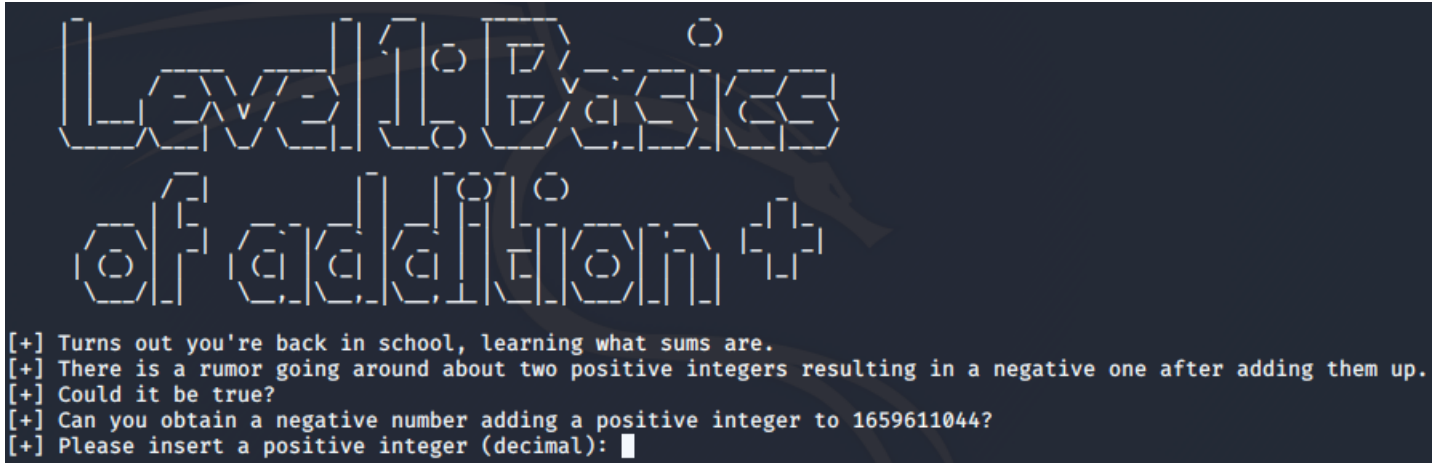 Level 1: Basics
of addition +
[+] Turns out you're back in school, learning what sums are.
[+] There is a rumor going around about two positive integers resulting in a negative one after adding them up.
[+] Could it be true?
[+] Can you obtain a negative number adding a positive integer to 1659611044?
[+] Please insert a positive integer (decimal):